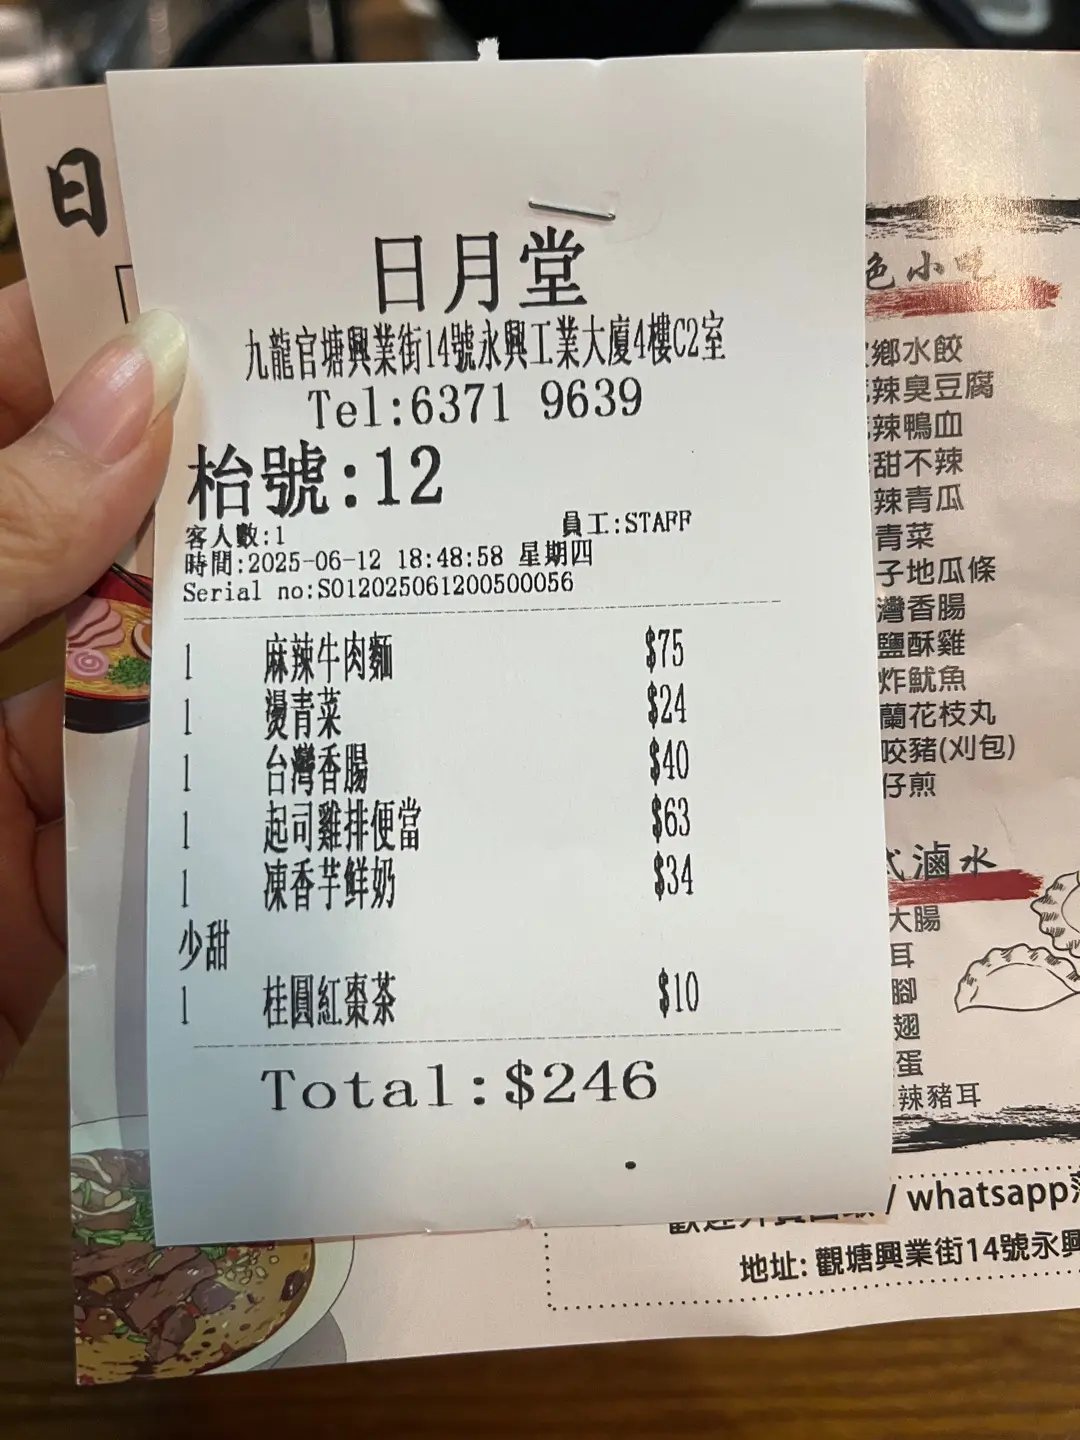 日
日月堂
九龍官塘興業街14號永興工業大廈4樓C2室
Tel:6371 9639
枱號:12
客人數:1 員工:STAFF
時間:2025-06-12 18:48:58 星期四
Serial no:S012025061200500056
1 麻辣牛肉麵 $75
1 燙青菜 $24
1 台灣香腸 $40
1 起司雞排便當 $63
1 凍香芋鮮奶 $34
少甜
1 桂圓紅棗茶 $10
Total:$246
色小吃
鄉水餃
辣臭豆腐
辣鴨血
甜不辣
辣青瓜
青菜
子地瓜條
灣香腸
鹽酥雞
炸魷魚
蘭花枝丸
咬豬(刈包)
仔煎
式滷水
大腸
耳
腳
翅
蛋
辣豬耳
/ whatsapp
地址: 觀塘興業街14號永興